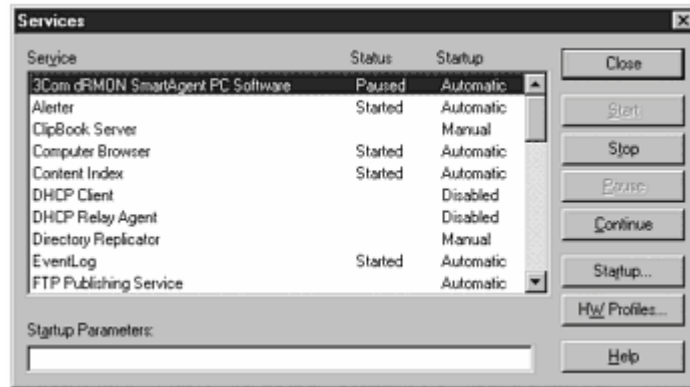 Services
Service Status Startup
3Com dRMON SmartAgent PC Software Paused Automatic
Alerter Started Automatic
ClipBook Server Manual
Computer Browser Started Automatic
Content Index Started Automatic
DHCP Client Disabled
DHCP Relay Agent Disabled
Directory Replicator Manual
EventLog Started Automatic
FTP Publishing Service Automatic
Startup Parameters:
Close
Start
Stop
Pause
Continue
Startup...
HW Profiles...
Help